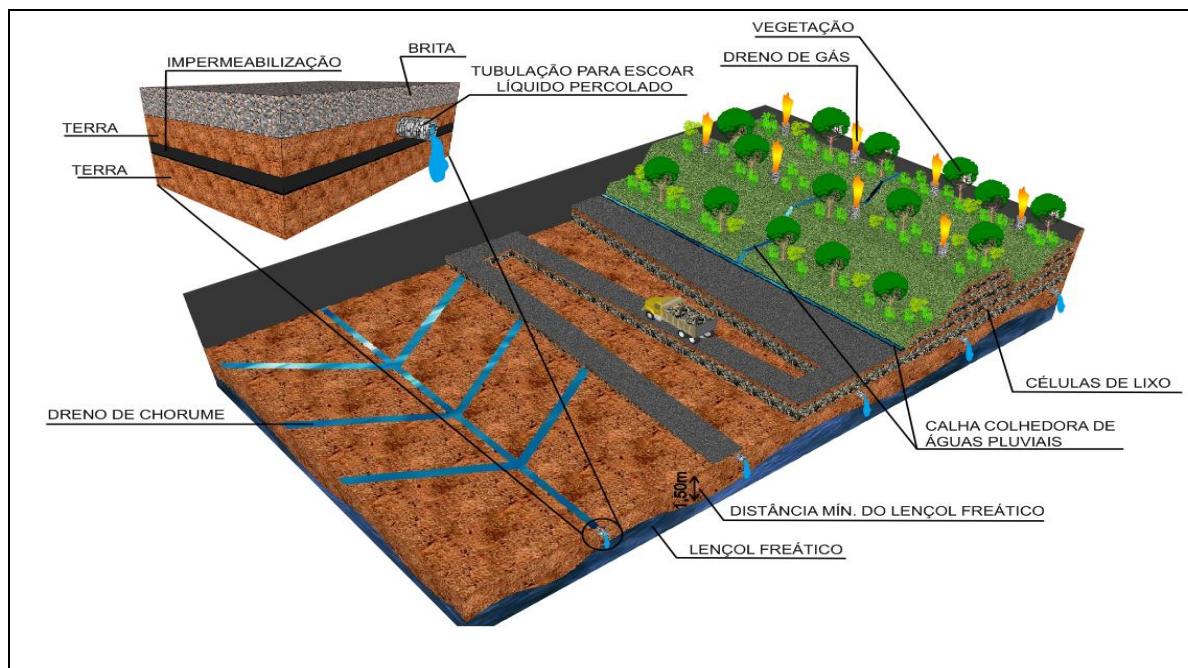 VEGETAÇÃO
DRENO DE GÁS
BRITA
IMPERMEABILIZAÇÃO
TUBULAÇÃO PARA ESCOAR
LÍQUIDO PERCOLADO
TERRA
TERRA
CÉLULAS DE LIXO
DRENO DE CHORUME
CALHA COLHEDORA DE
ÁGUAS PLUVIAIS
1,50m
DISTÂNCIA MÍN. DO LENÇOL FREÁTICO
LENÇOL FREÁTICO